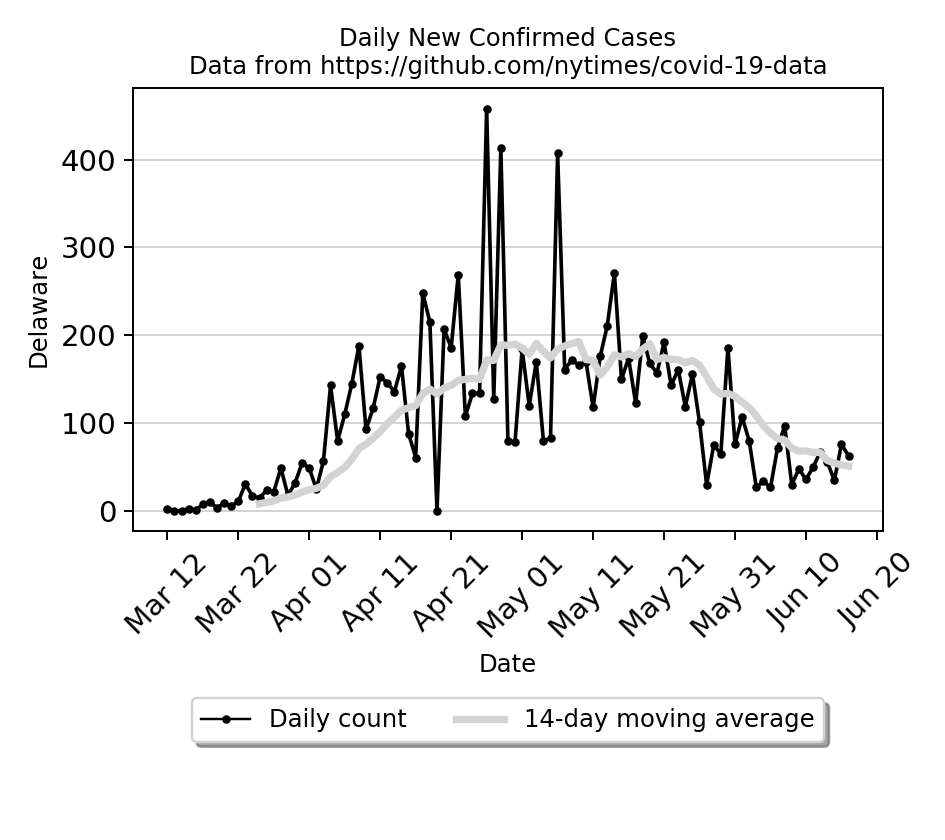 Daily New Confirmed Cases
Data from https://github.com/nytimes/covid-19-data
Delaware
400
300
200
100
0
Mar 12
Mar 22
Apr 01
Apr 11
Apr 21
May 01
May 11
May 21
May 31
Jun 10
Jun 20
Date
Daily count
14-day moving average